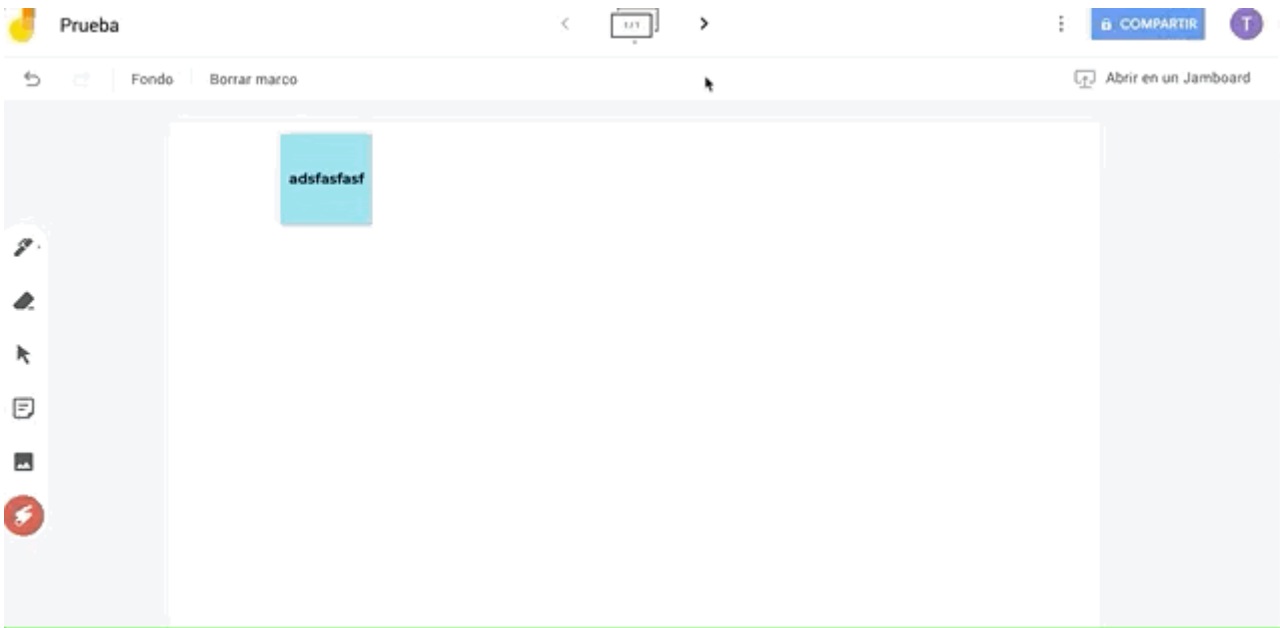 Prueba
1/1
COMPARTIR
T
Fondo
Borrar marco
Abrir en un Jamboard
adsfasfasf